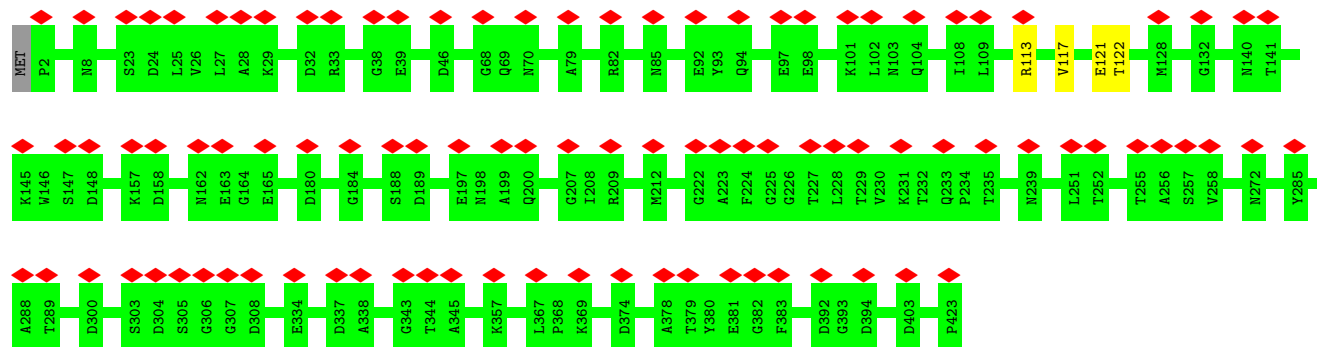 MET P2 N8 S23 D24 L25 V26 L27 A28 K29 D32 R33 G38 E39 D46 G68 Q69 N70 A79 R82 N85 E92 Y93 Q94 E97 E98 K101 L102 N103 Q104 I108 L109 R113 V117 E121 T122 M128 G132 N140 T141
K145 W146 S147 D148 K157 D158 N162 E163 G164 E165 D180 G184 S188 D189 E197 N198 A199 Q200 G207 I208 R209 M212 G222 A223 F224 G225 G226 T227 L228 T229 V230 K231 T232 Q233 P234 T235 N239 L251 T252 T255 A256 S257 V258 N272 Y285
A288 T289 D300 S303 D304 S305 G306 G307 D308 E334 D337 A338 G343 T344 A345 K357 L367 P368 K369 D374 A378 T379 Y380 E381 G382 F383 D392 G393 D394 D403 P423